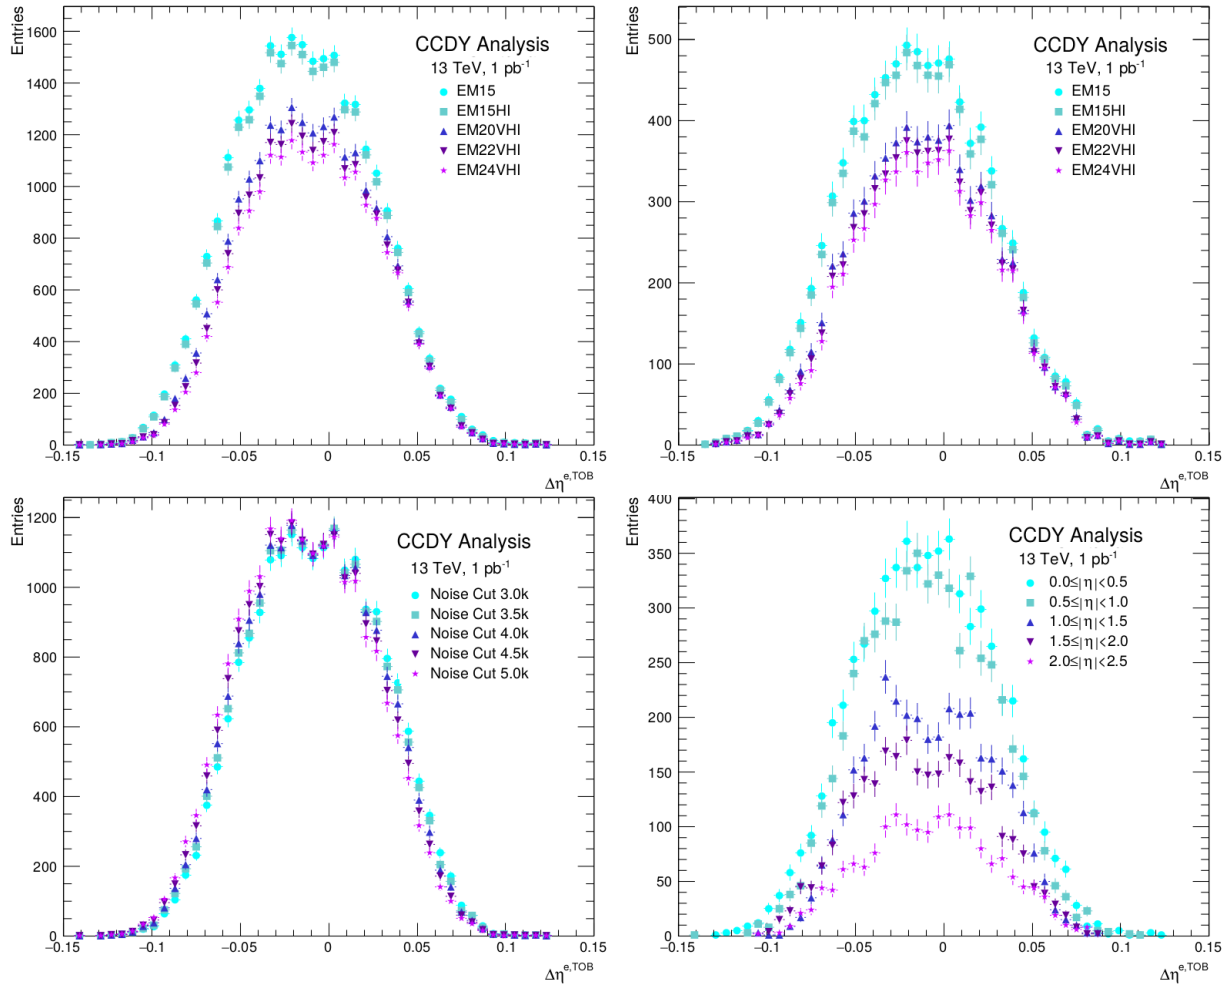 Entries
1600
1400
1200
1000
800
600
400
200
0
−0.15
−0.1
−0.05
0
0.05
0.1
0.15
Δη^e,TOB
CCDY Analysis
13 TeV, 1 pb⁻¹
EM15
EM15HI
EM20VHI
EM22VHI
EM24VHI
Entries
500
400
300
200
100
0
−0.15
−0.1
−0.05
0
0.05
0.1
0.15
Δη^e,TOB
CCDY Analysis
13 TeV, 1 pb⁻¹
EM15
EM15HI
EM20VHI
EM22VHI
EM24VHI
Entries
1200
1000
800
600
400
200
0
−0.15
−0.1
−0.05
0
0.05
0.1
0.15
Δη^e,TOB
CCDY Analysis
13 TeV, 1 pb⁻¹
Noise Cut 3.0k
Noise Cut 3.5k
Noise Cut 4.0k
Noise Cut 4.5k
Noise Cut 5.0k
Entries
400
350
300
250
200
150
100
50
0
−0.15
−0.1
−0.05
0
0.05
0.1
0.15
Δη^e,TOB
CCDY Analysis
13 TeV, 1 pb⁻¹
0.0≤|η|<0.5
0.5≤|η|<1.0
1.0≤|η|<1.5
1.5≤|η|<2.0
2.0≤|η|<2.5